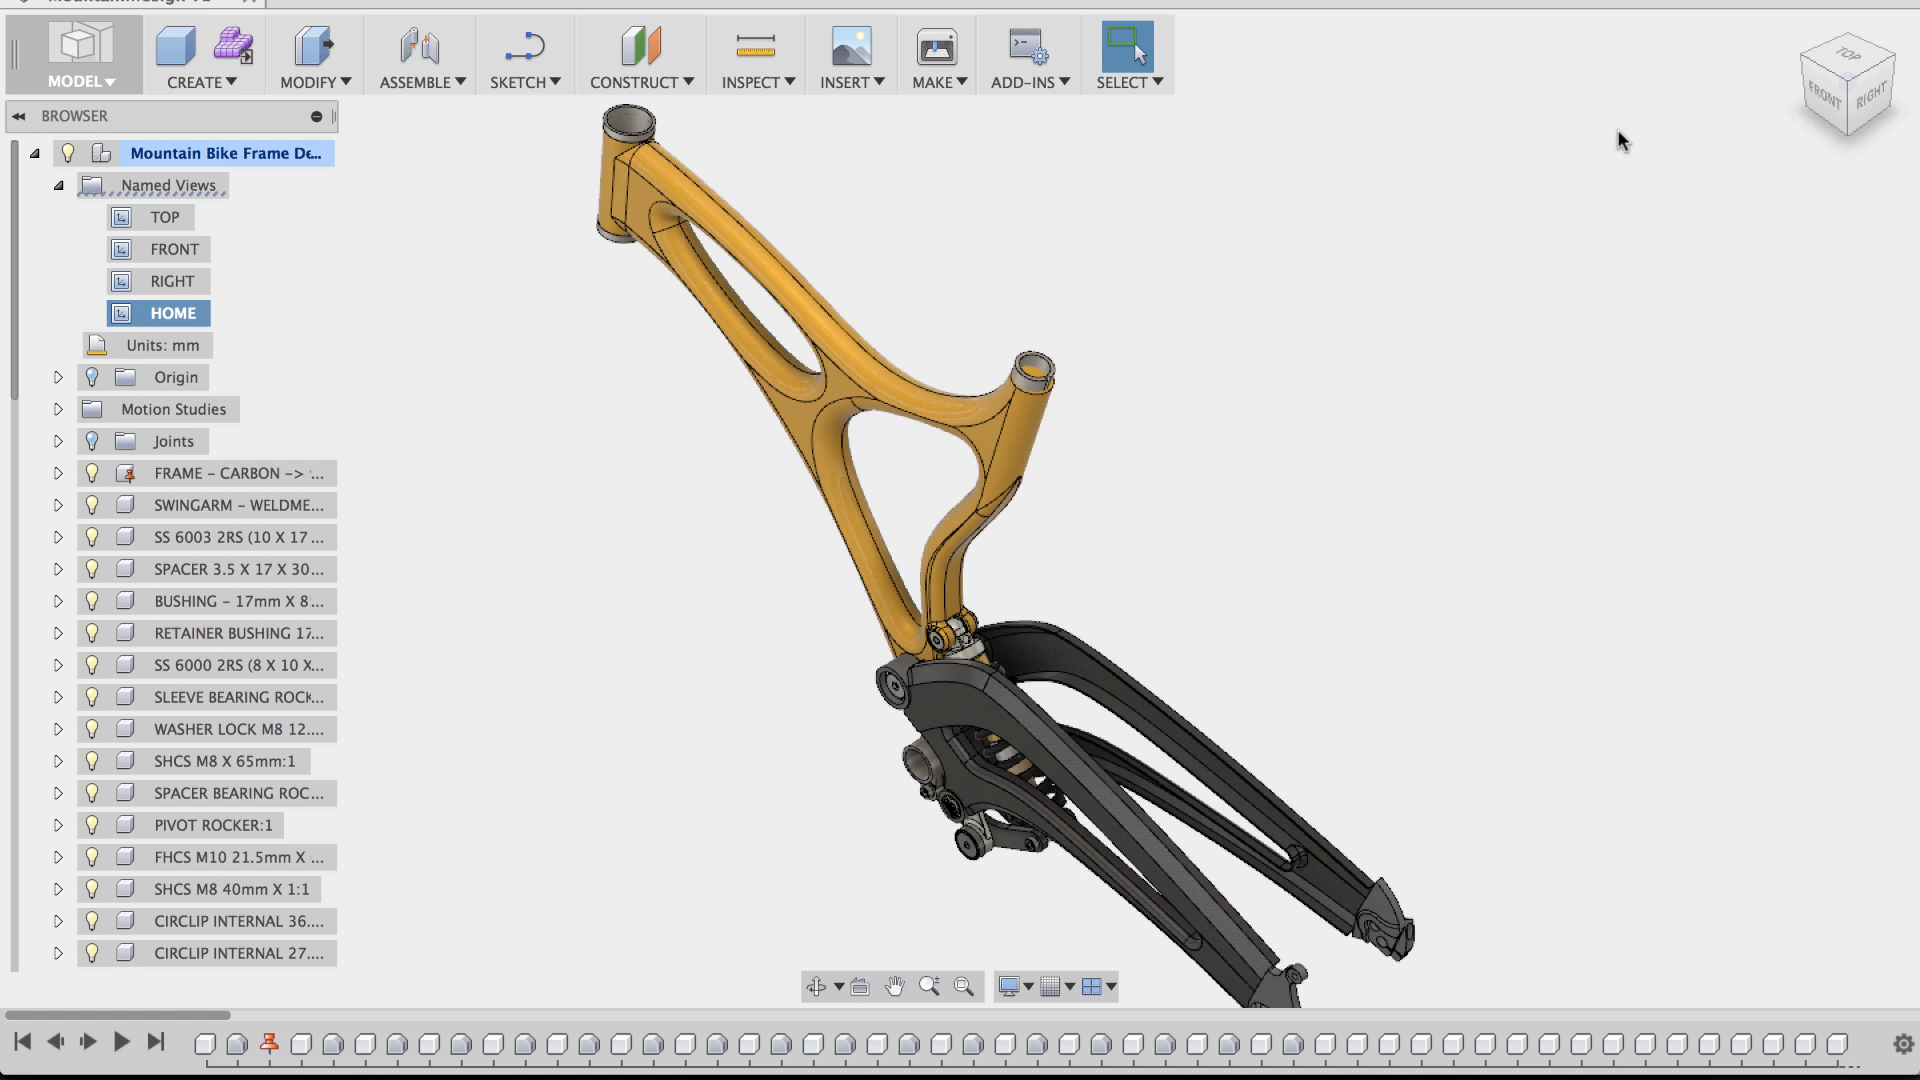 MODEL
CREATE
MODIFY
ASSEMBLE
SKETCH
CONSTRUCT
INSPECT
INSERT
MAKE
ADD-INS
SELECT
TOP
FRONT
RIGHT
BROWSER
Mountain Bike Frame De...
Named Views
TOP
FRONT
RIGHT
HOME
Units: mm
Origin
Motion Studies
Joints
FRAME - CARBON -> ...
SWINGARM - WELDME...
SS 6003 2RS (10 X 17 ...
SPACER 3.5 X 17 X 30...
BUSHING - 17mm X 8...
RETAINER BUSHING 17...
SS 6000 2RS (8 X 10 X...
SLEEVE BEARING ROCK...
WASHER LOCK M8 12....
SHCS M8 X 65mm:1
SPACER BEARING ROC...
PIVOT ROCKER:1
FHCS M10 21.5mm X ...
SHCS M8 40mm X 1:1
CIRCLIP INTERNAL 36....
CIRCLIP INTERNAL 27....